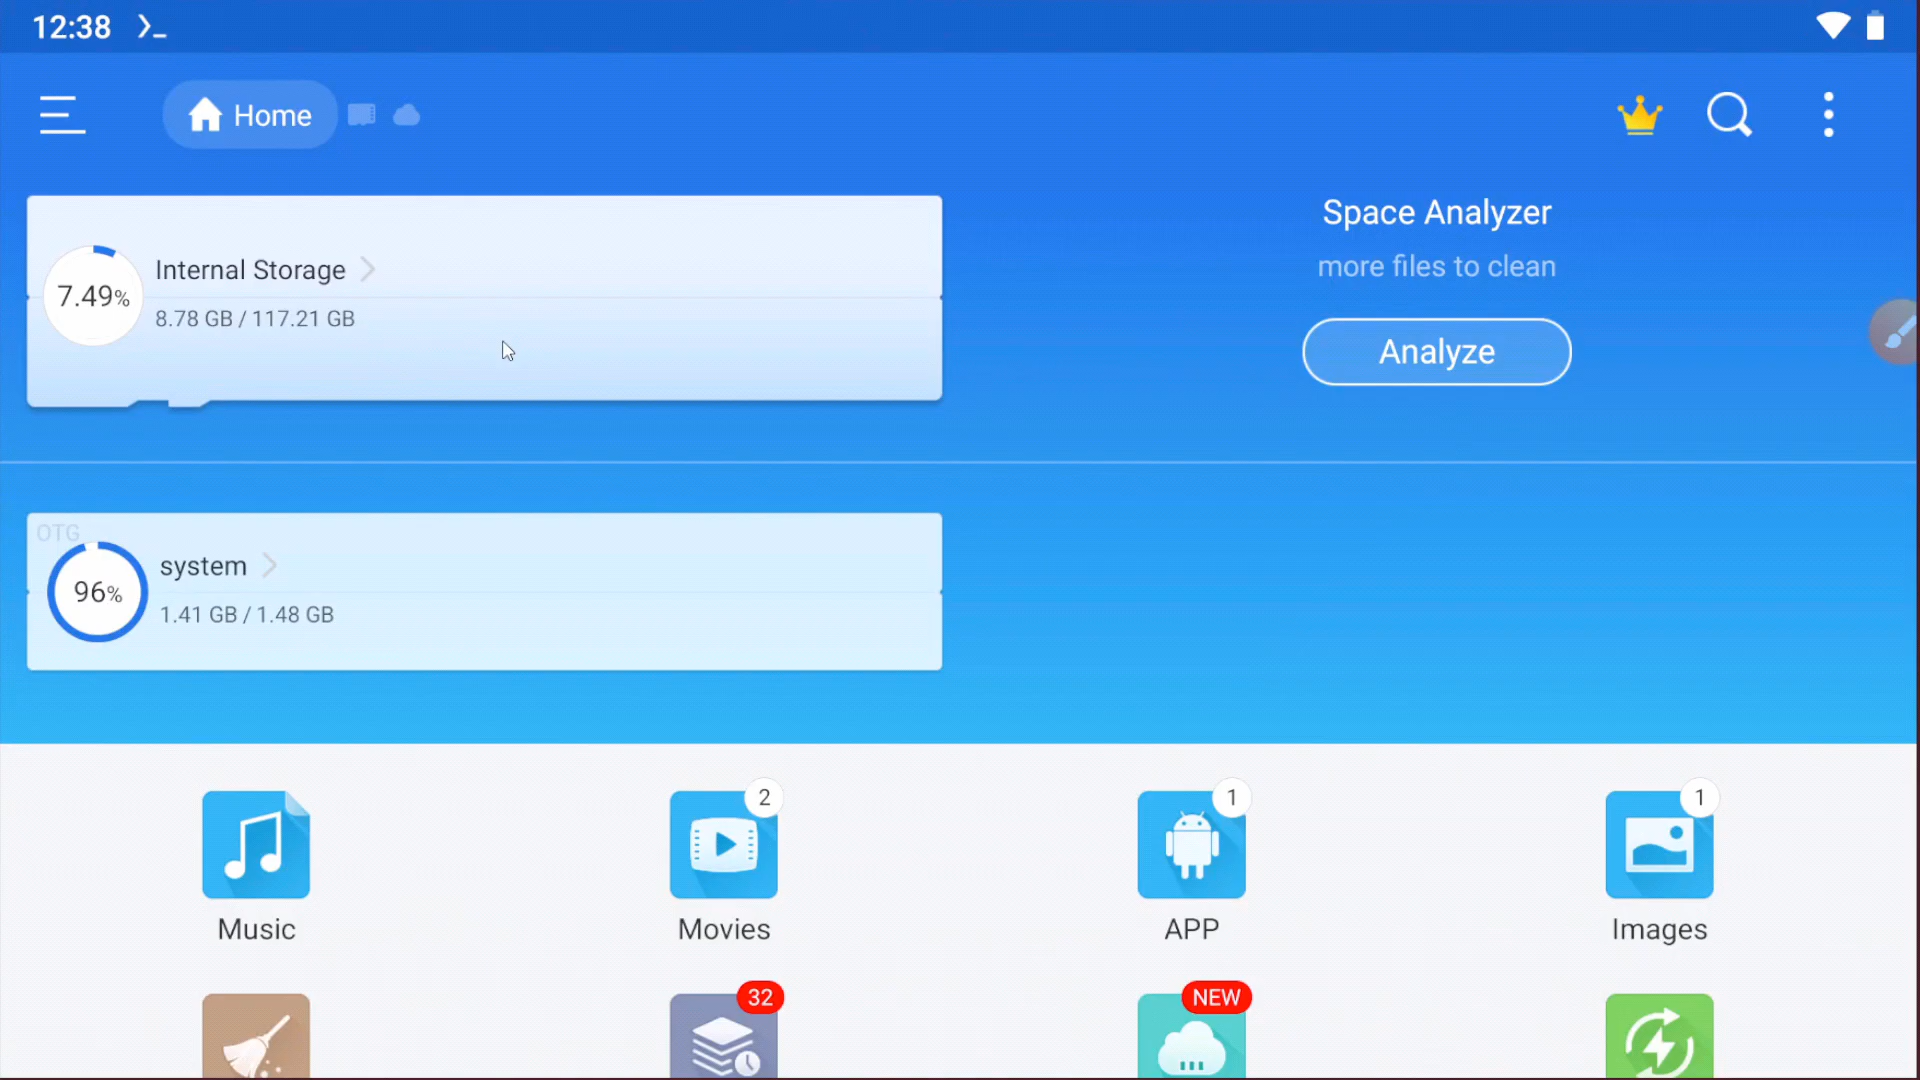 12:38
Home
Internal Storage
7.49%
8.78 GB / 117.21 GB
Space Analyzer
more files to clean
Analyze
OTG
system
96%
1.41 GB / 1.48 GB
2
1
1
Music
Movies
APP
Images
32
NEW